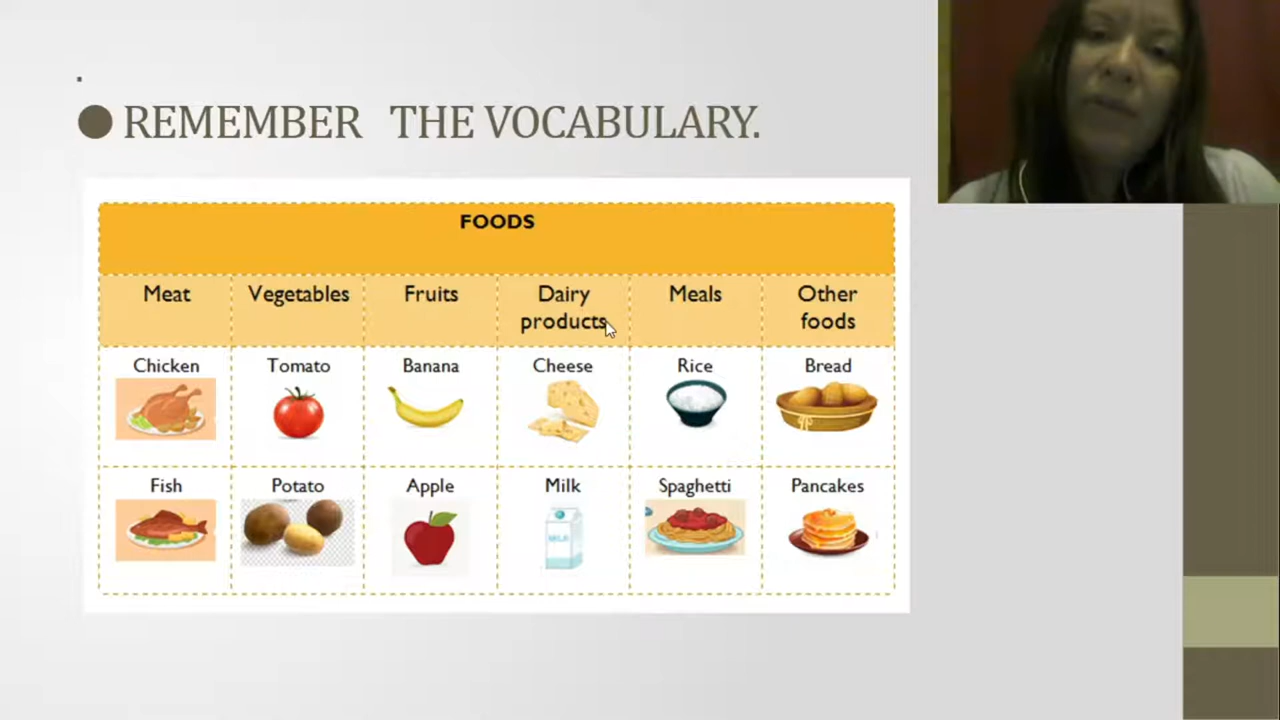 REMEMBER THE VOCABULARY.
FOODS
Meat Vegetables Fruits Dairy products Meals Other foods
Chicken Tomato Banana Cheese Rice Bread
Fish Potato Apple Milk Spaghetti Pancakes
MILK